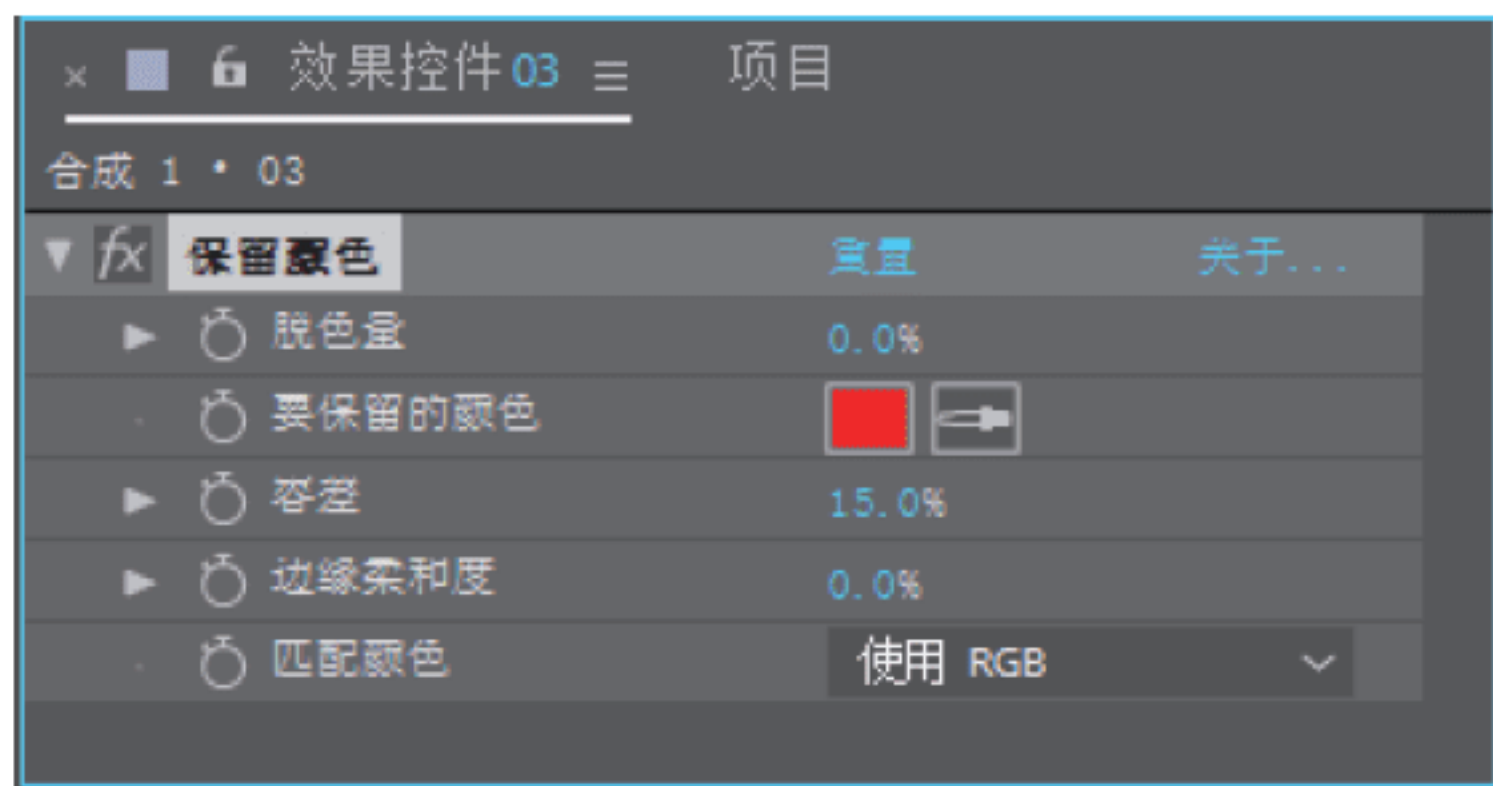 效果控件 03 项目
合成 1 • 03
fx 保留颜色 重置 关于...
脱色量 0.0%
要保留的颜色
容差 15.0%
边缘柔和度 0.0%
匹配颜色 使用 RGB